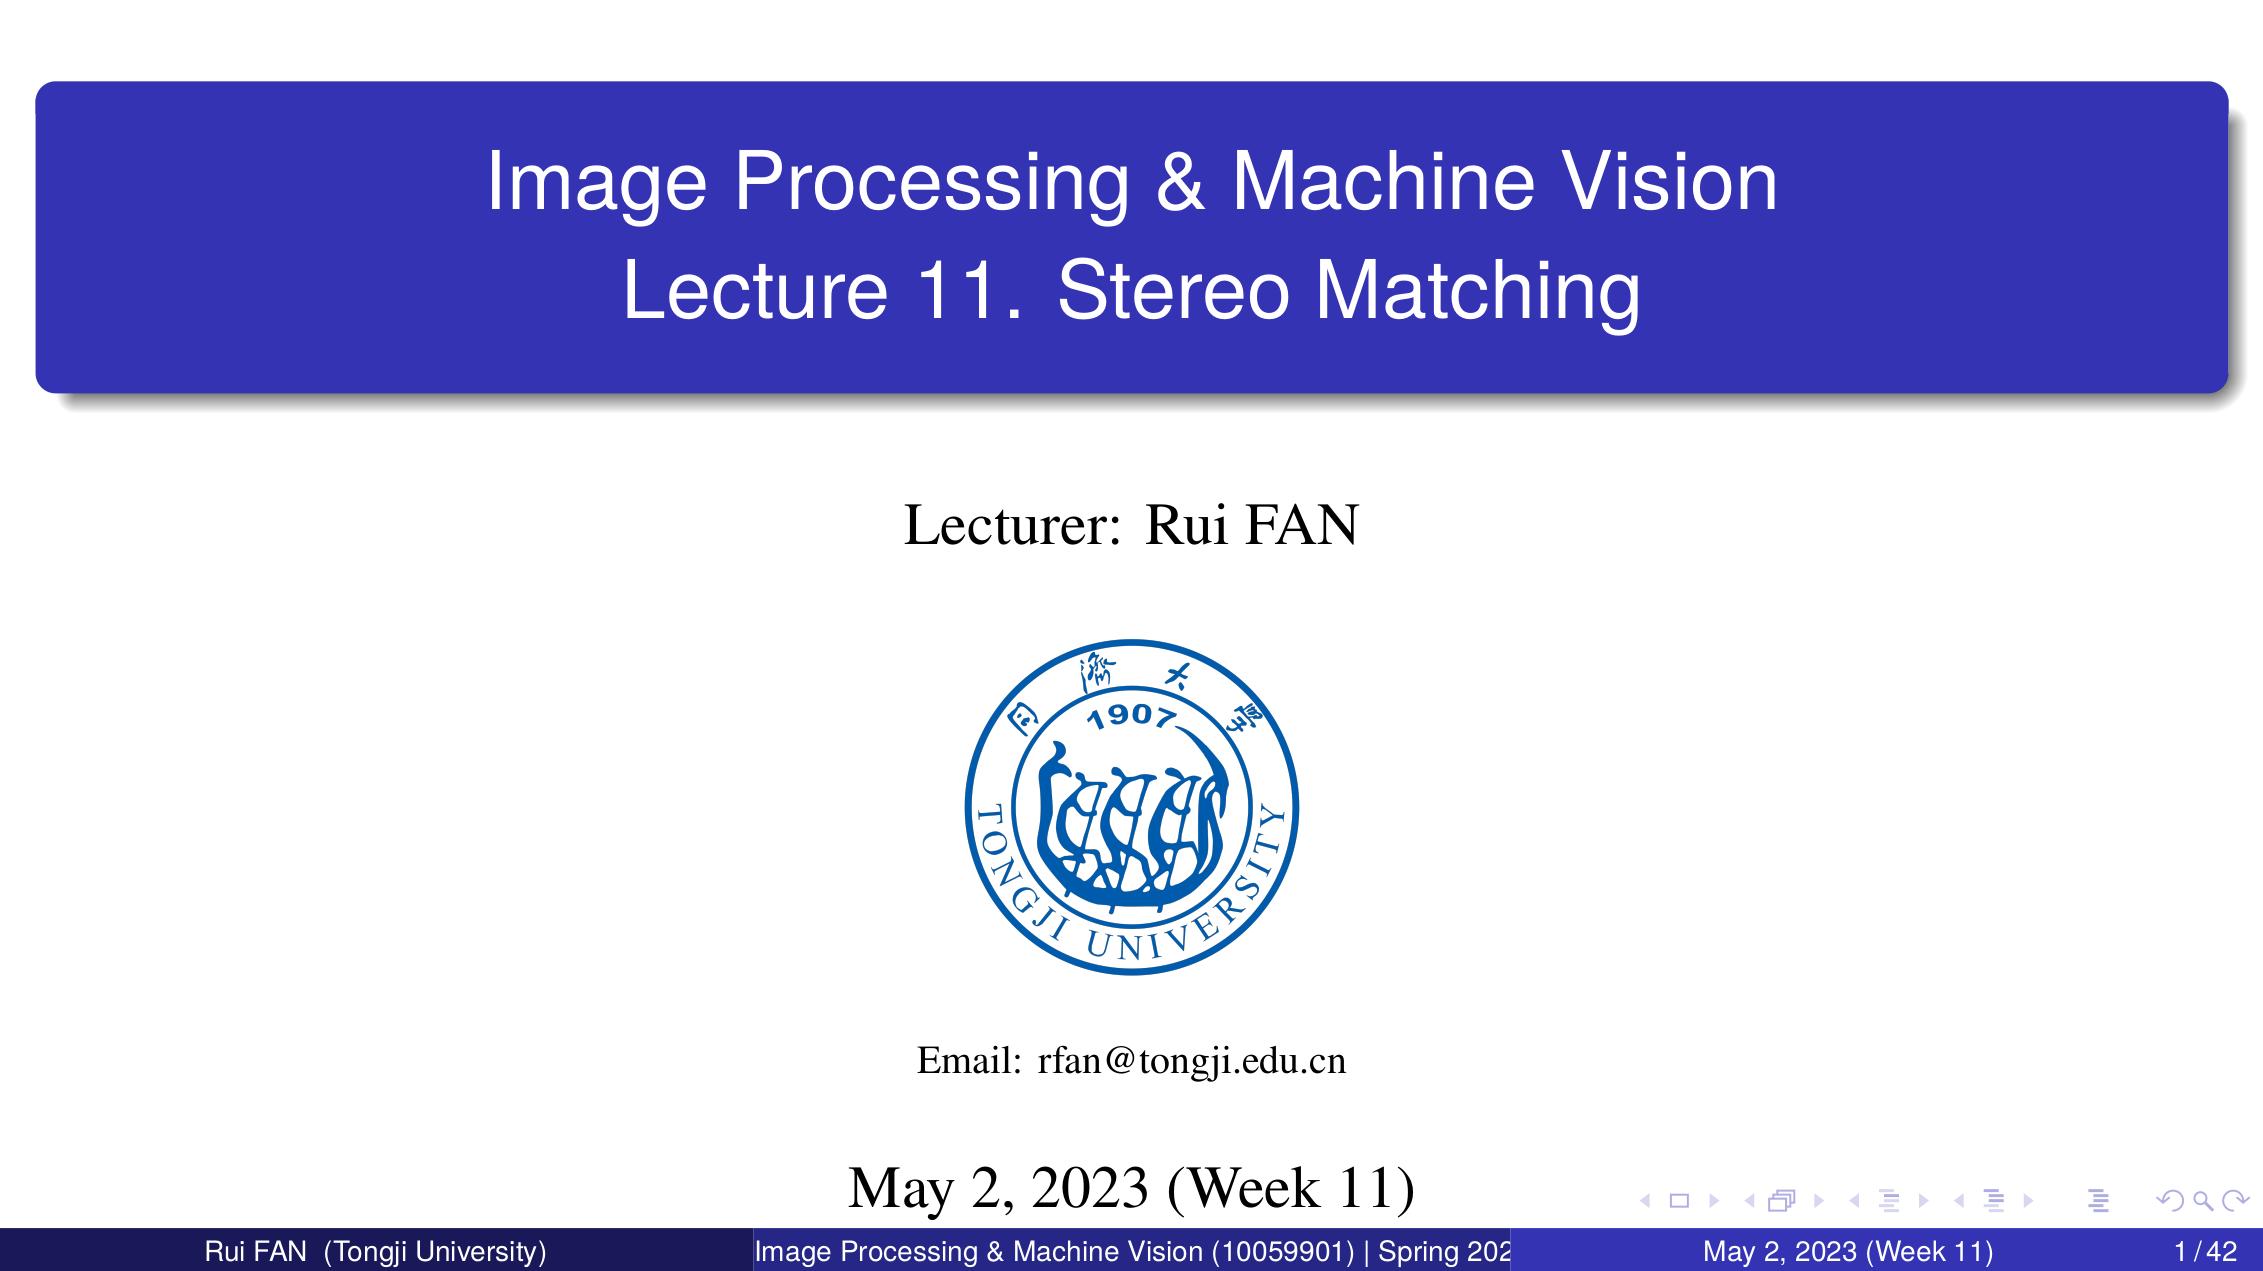 Image Processing & Machine Vision
Lecture 11. Stereo Matching
Lecturer: Rui FAN
同濟大學
1907
TONGJI UNIVERSITY
Email: rfan@tongji.edu.cn
May 2, 2023 (Week 11)
Rui FAN (Tongji University)
Image Processing & Machine Vision (10059901) | Spring 202
May 2, 2023 (Week 11)
1 / 42